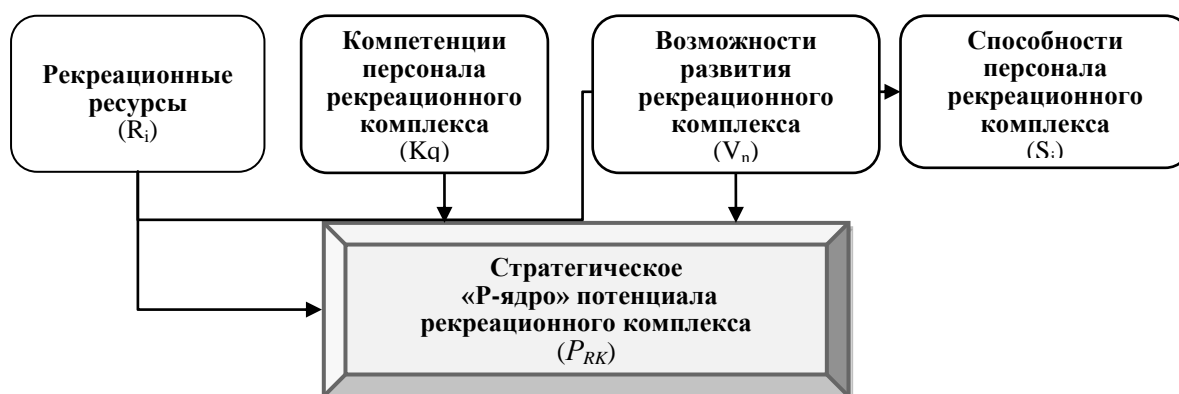 Рекреационные
ресурсы
(Ri)
Компетенции
персонала
рекреационного
комплекса
(Kq)
Возможности
развития
рекреационного
комплекса
(Vn)
Способности
персонала
рекреационного
комплекса
(Sj)
Стратегическое
«Р-ядро» потенциала
рекреационного комплекса
(PRK)